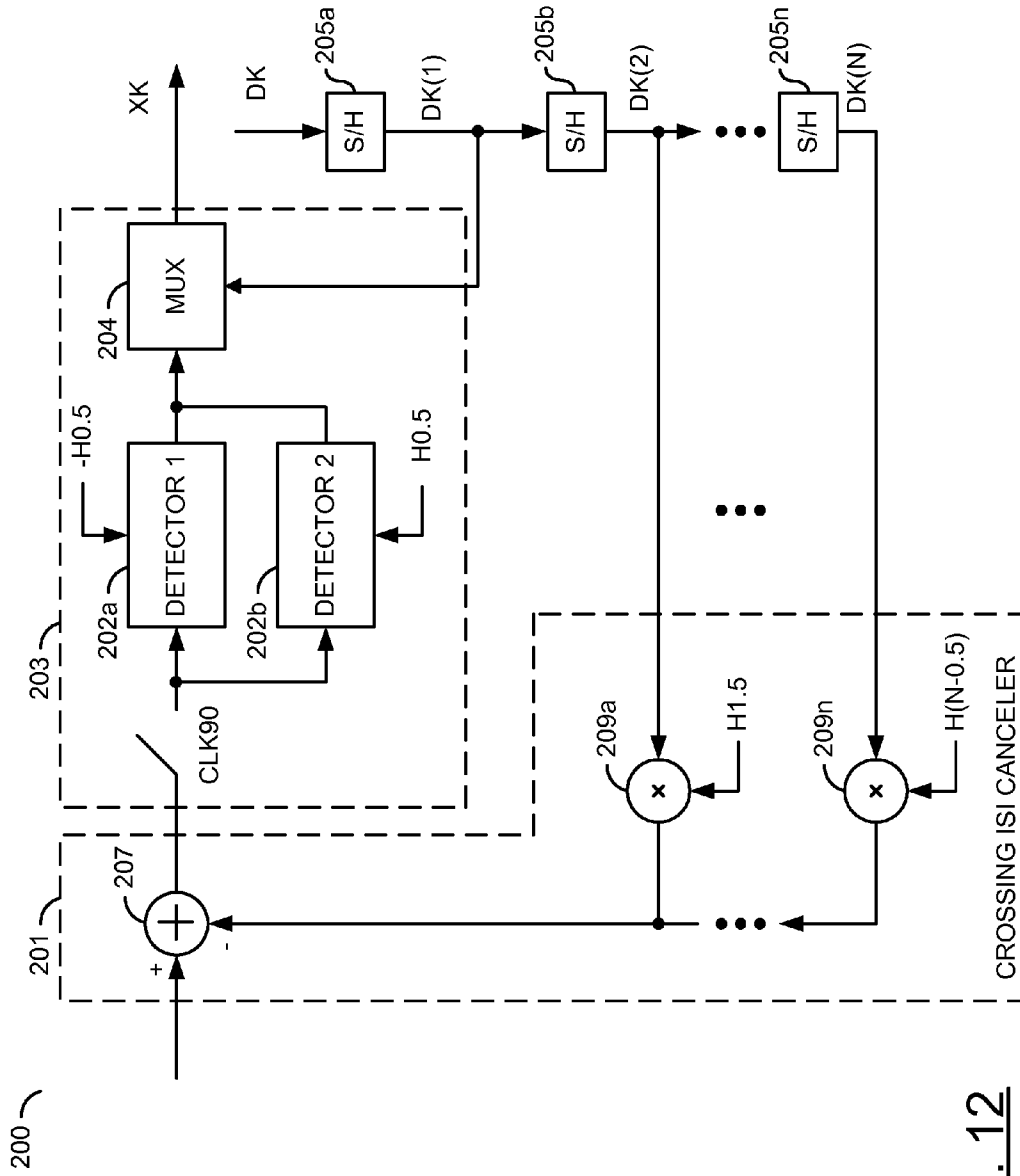 200
201
+
-
207
203
CLK90
202a
DETECTOR 1
-H0.5
202b
DETECTOR 2
H0.5
204
MUX
XK
DK
S/H
205a
DK(1)
S/H
205b
DK(2)
S/H
205n
DK(N)
209a
×
H1.5
209n
×
H(N-0.5)
CROSSING ISI CANCELER
. 12